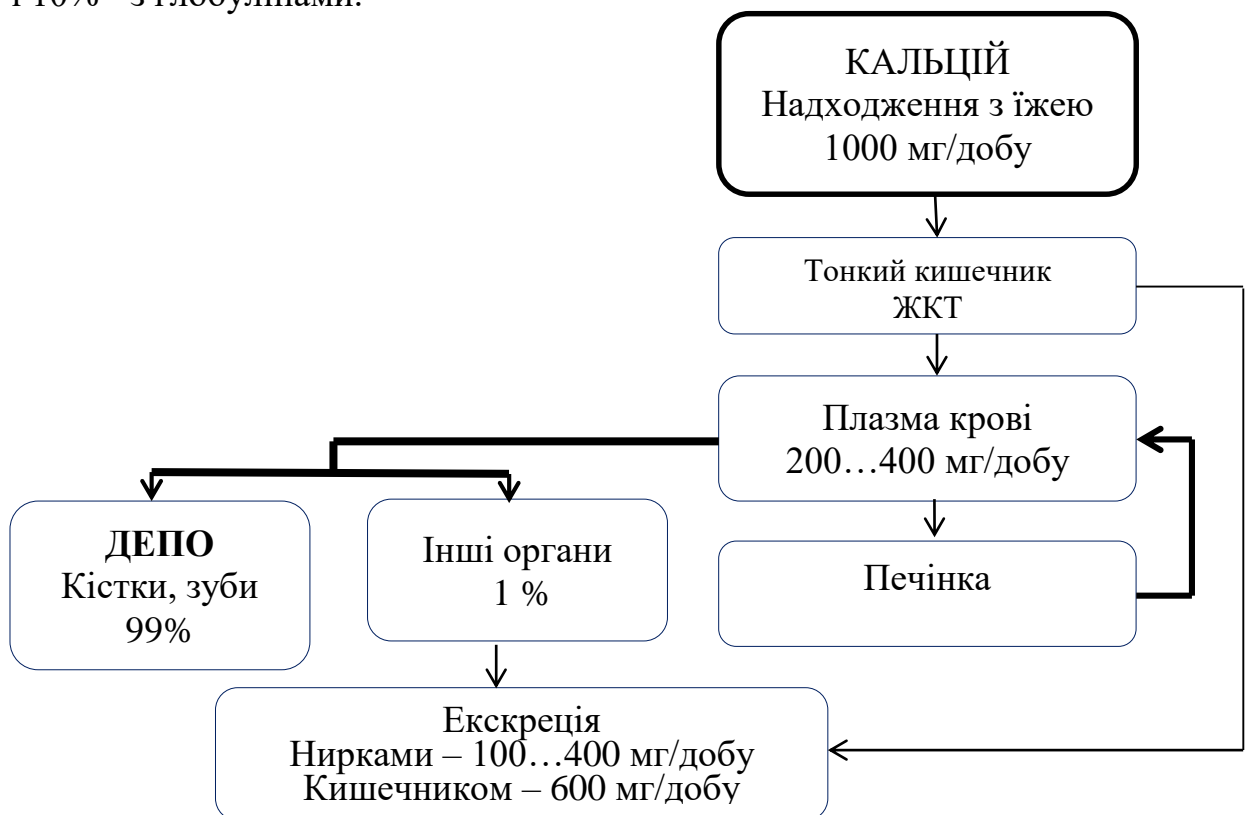 10% - з глобулінами.
КАЛЬЦІЙ
Надходження з їжею
1000 мг/добу
Тонкий кишечник
ЖКТ
Плазма крові
200…400 мг/добу
ДЕПО
Кістки, зуби
99%
Інші органи
1 %
Печінка
Екскреція
Нирками – 100…400 мг/добу
Кишечником – 600 мг/добу